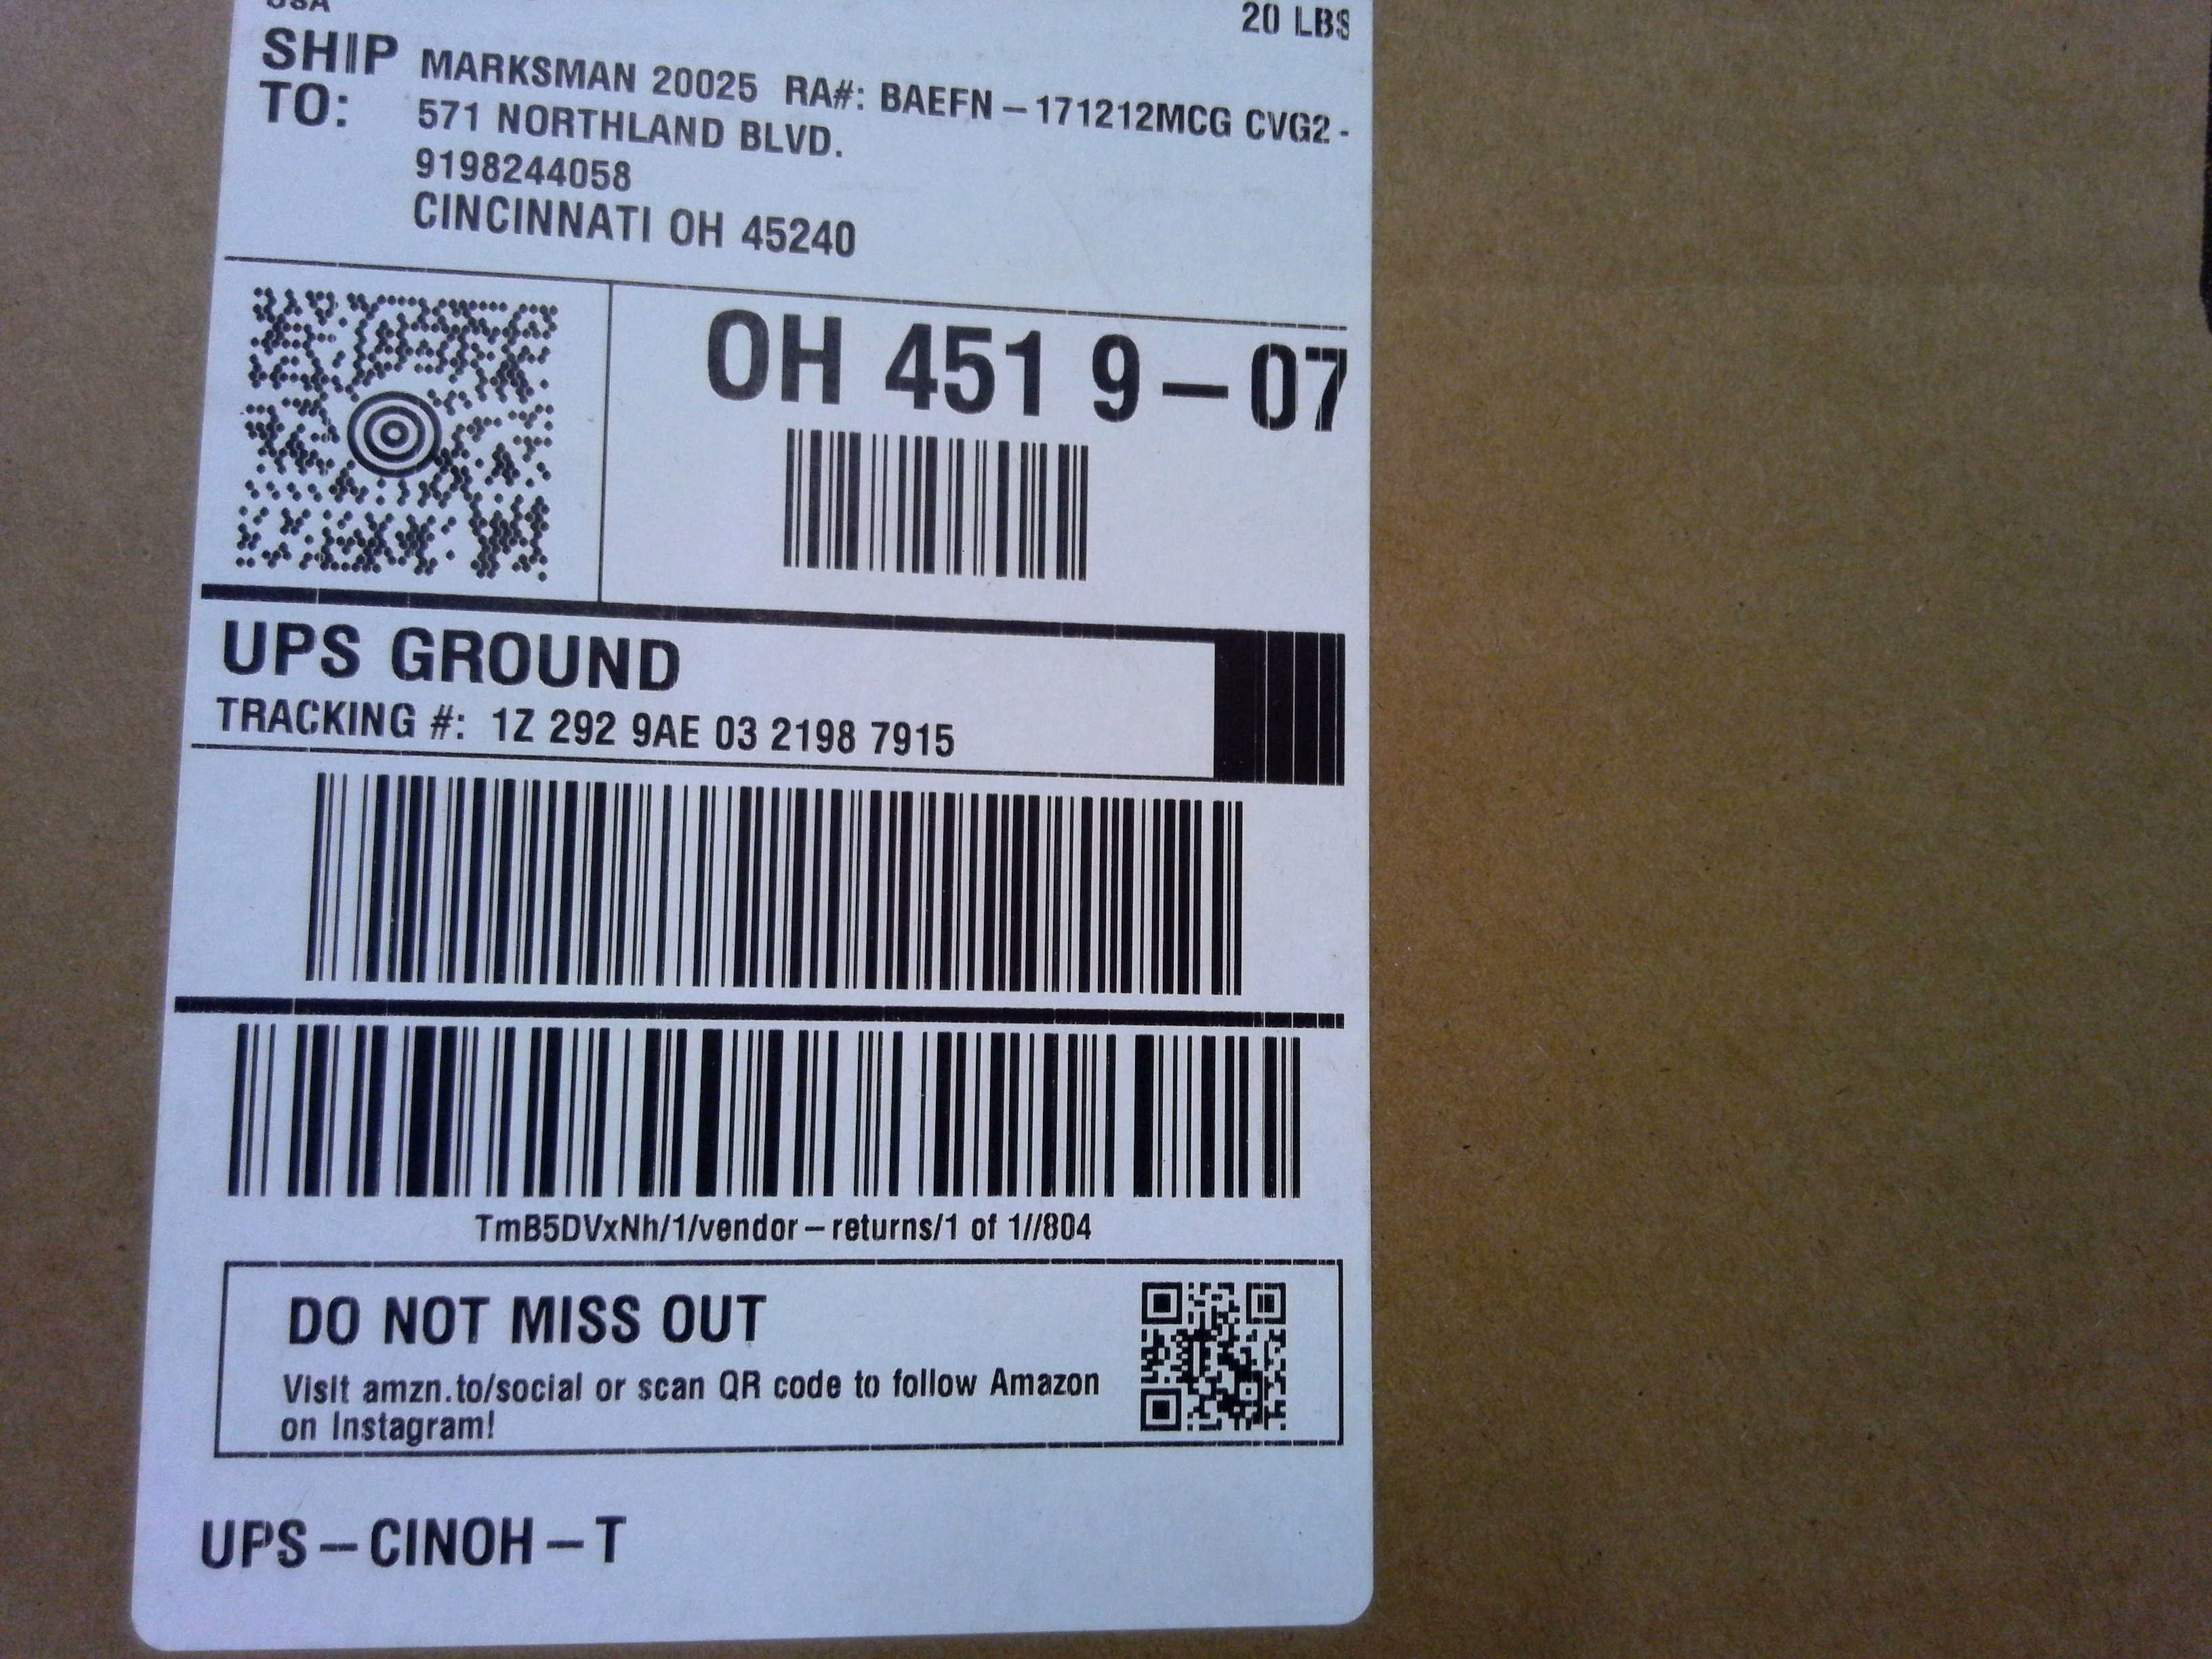 USA
20 LBS
SHIP TO:
MARKSMAN 20025 RA#: BAEFN – 171212MCG CVG2 -
571 NORTHLAND BLVD.
9198244058
CINCINNATI OH 45240
OH 451 9 – 07
UPS GROUND
TRACKING #: 1Z 292 9AE 03 2198 7915
TmB5DVxNh/1/vendor – returns/1 of 1//804
DO NOT MISS OUT
Visit amzn.to/social or scan QR code to follow Amazon
on Instagram!
UPS – CINOH – T